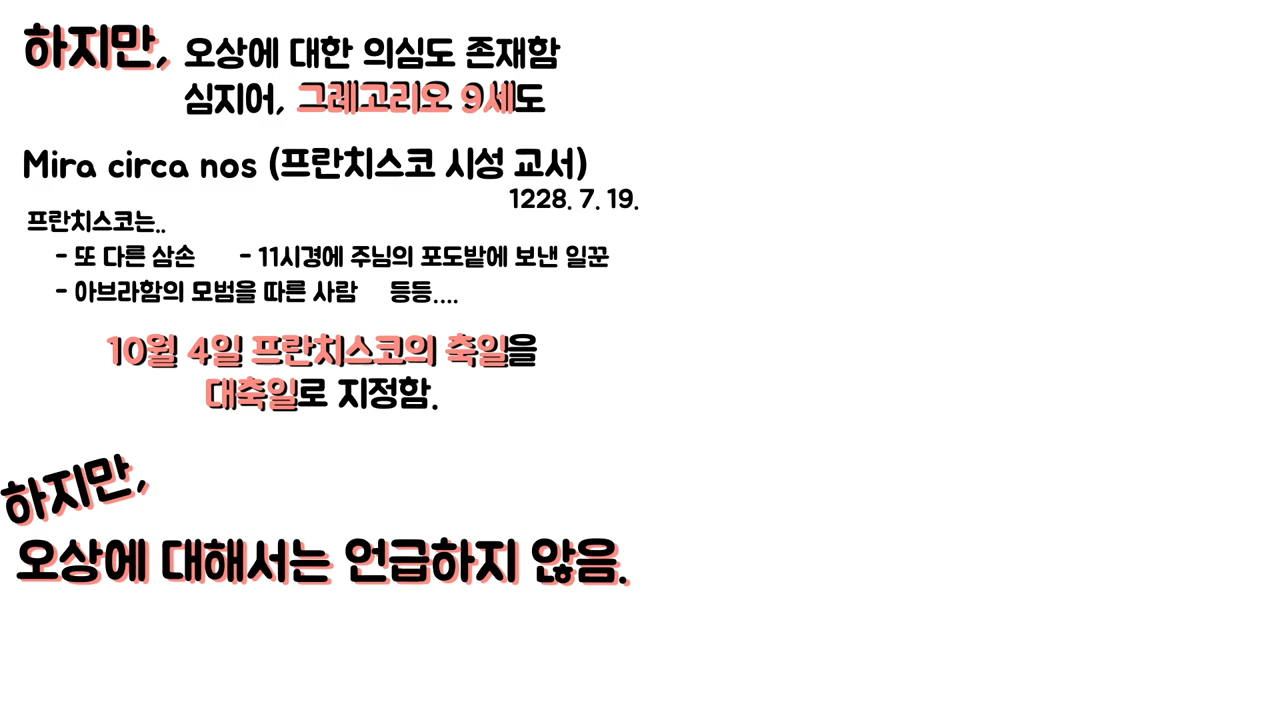 하지만, 오상에 대한 의심도 존재함
심지어, 그레고리오 9세도
Mira circa nos (프란치스코 시성 교서)
1228. 7. 19.
프란치스코는..
- 또 다른 삼손 - 11시경에 주님의 포도밭에 보낸 일꾼
- 아브라함의 모범을 따른 사람 등등....
10월 4일 프란치스코의 축일을
대축일로 지정함.
하지만,
오상에 대해서는 언급하지 않음.